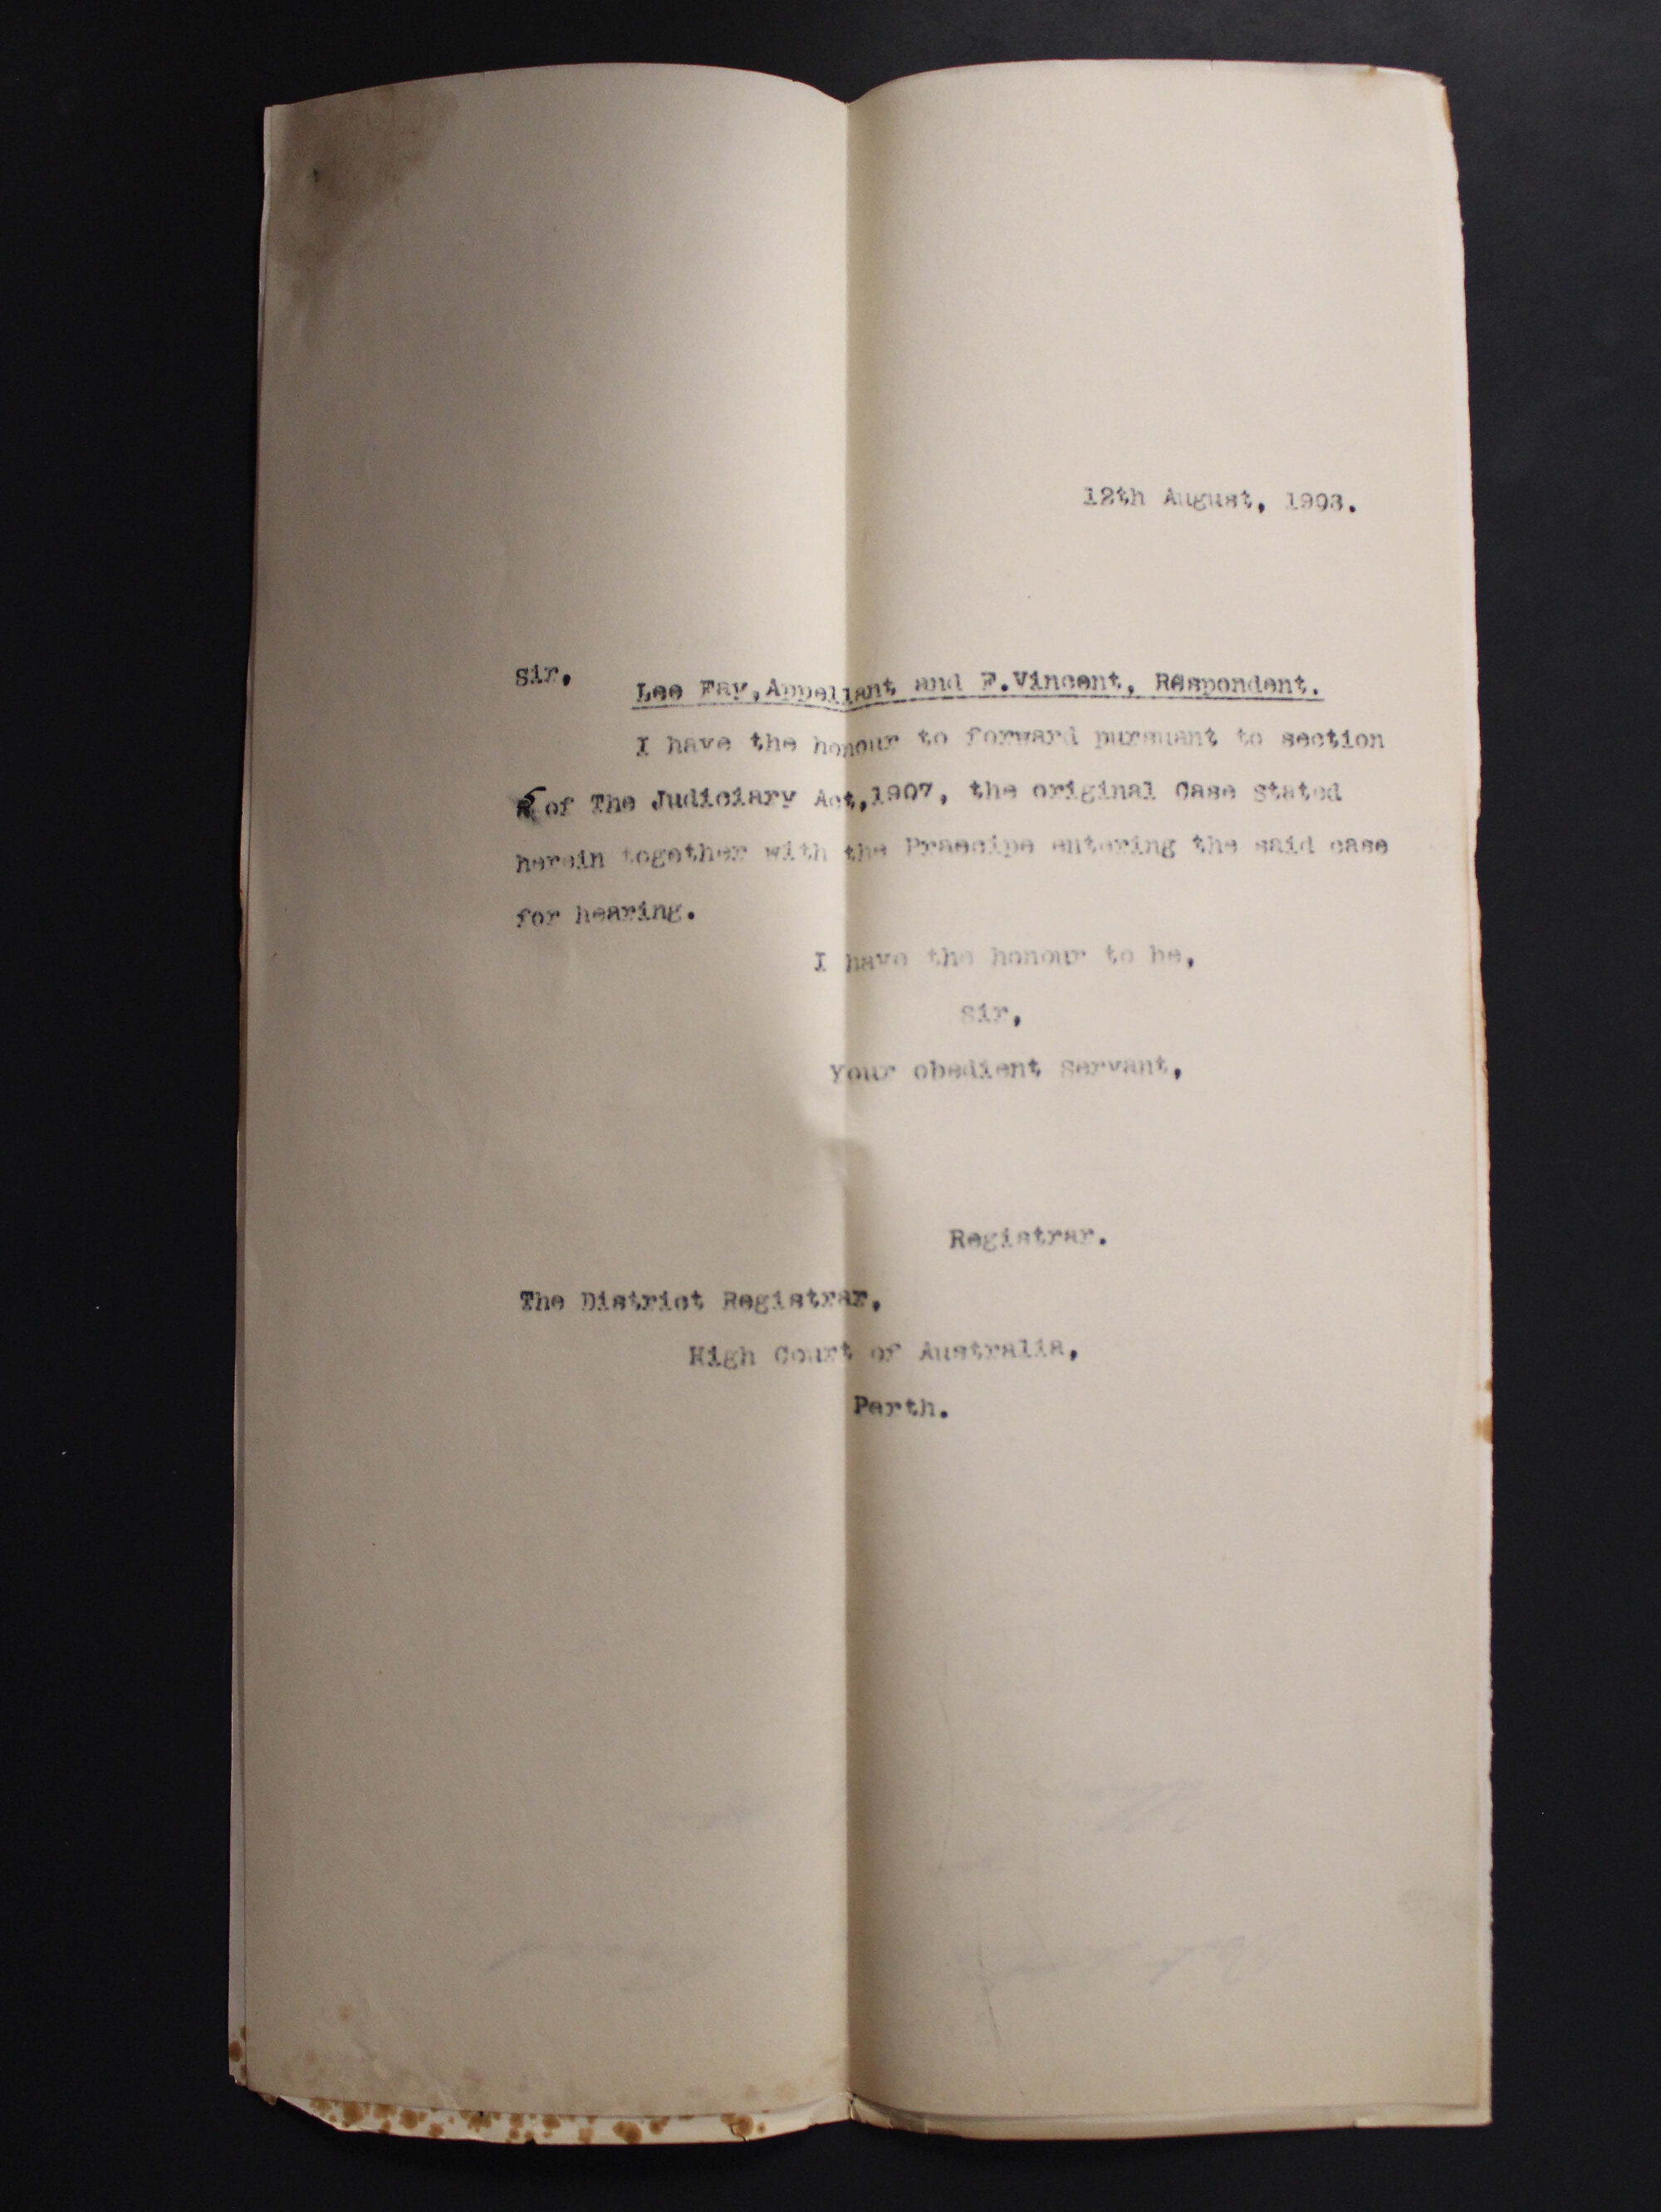 12th August, 1908.
Sir,
Lee Fay, Appellant and F.Vincent, Respondent.
I have the honour to forward pursuant to section
5 of The Judiciary Act,1907, the original Case Stated
herein together with the Praecipe entering the said case
for hearing.
I have the honour to be,
Sir,
Your obedient Servant,
Registrar.
The District Registrar,
High Court of Australia,
Perth.